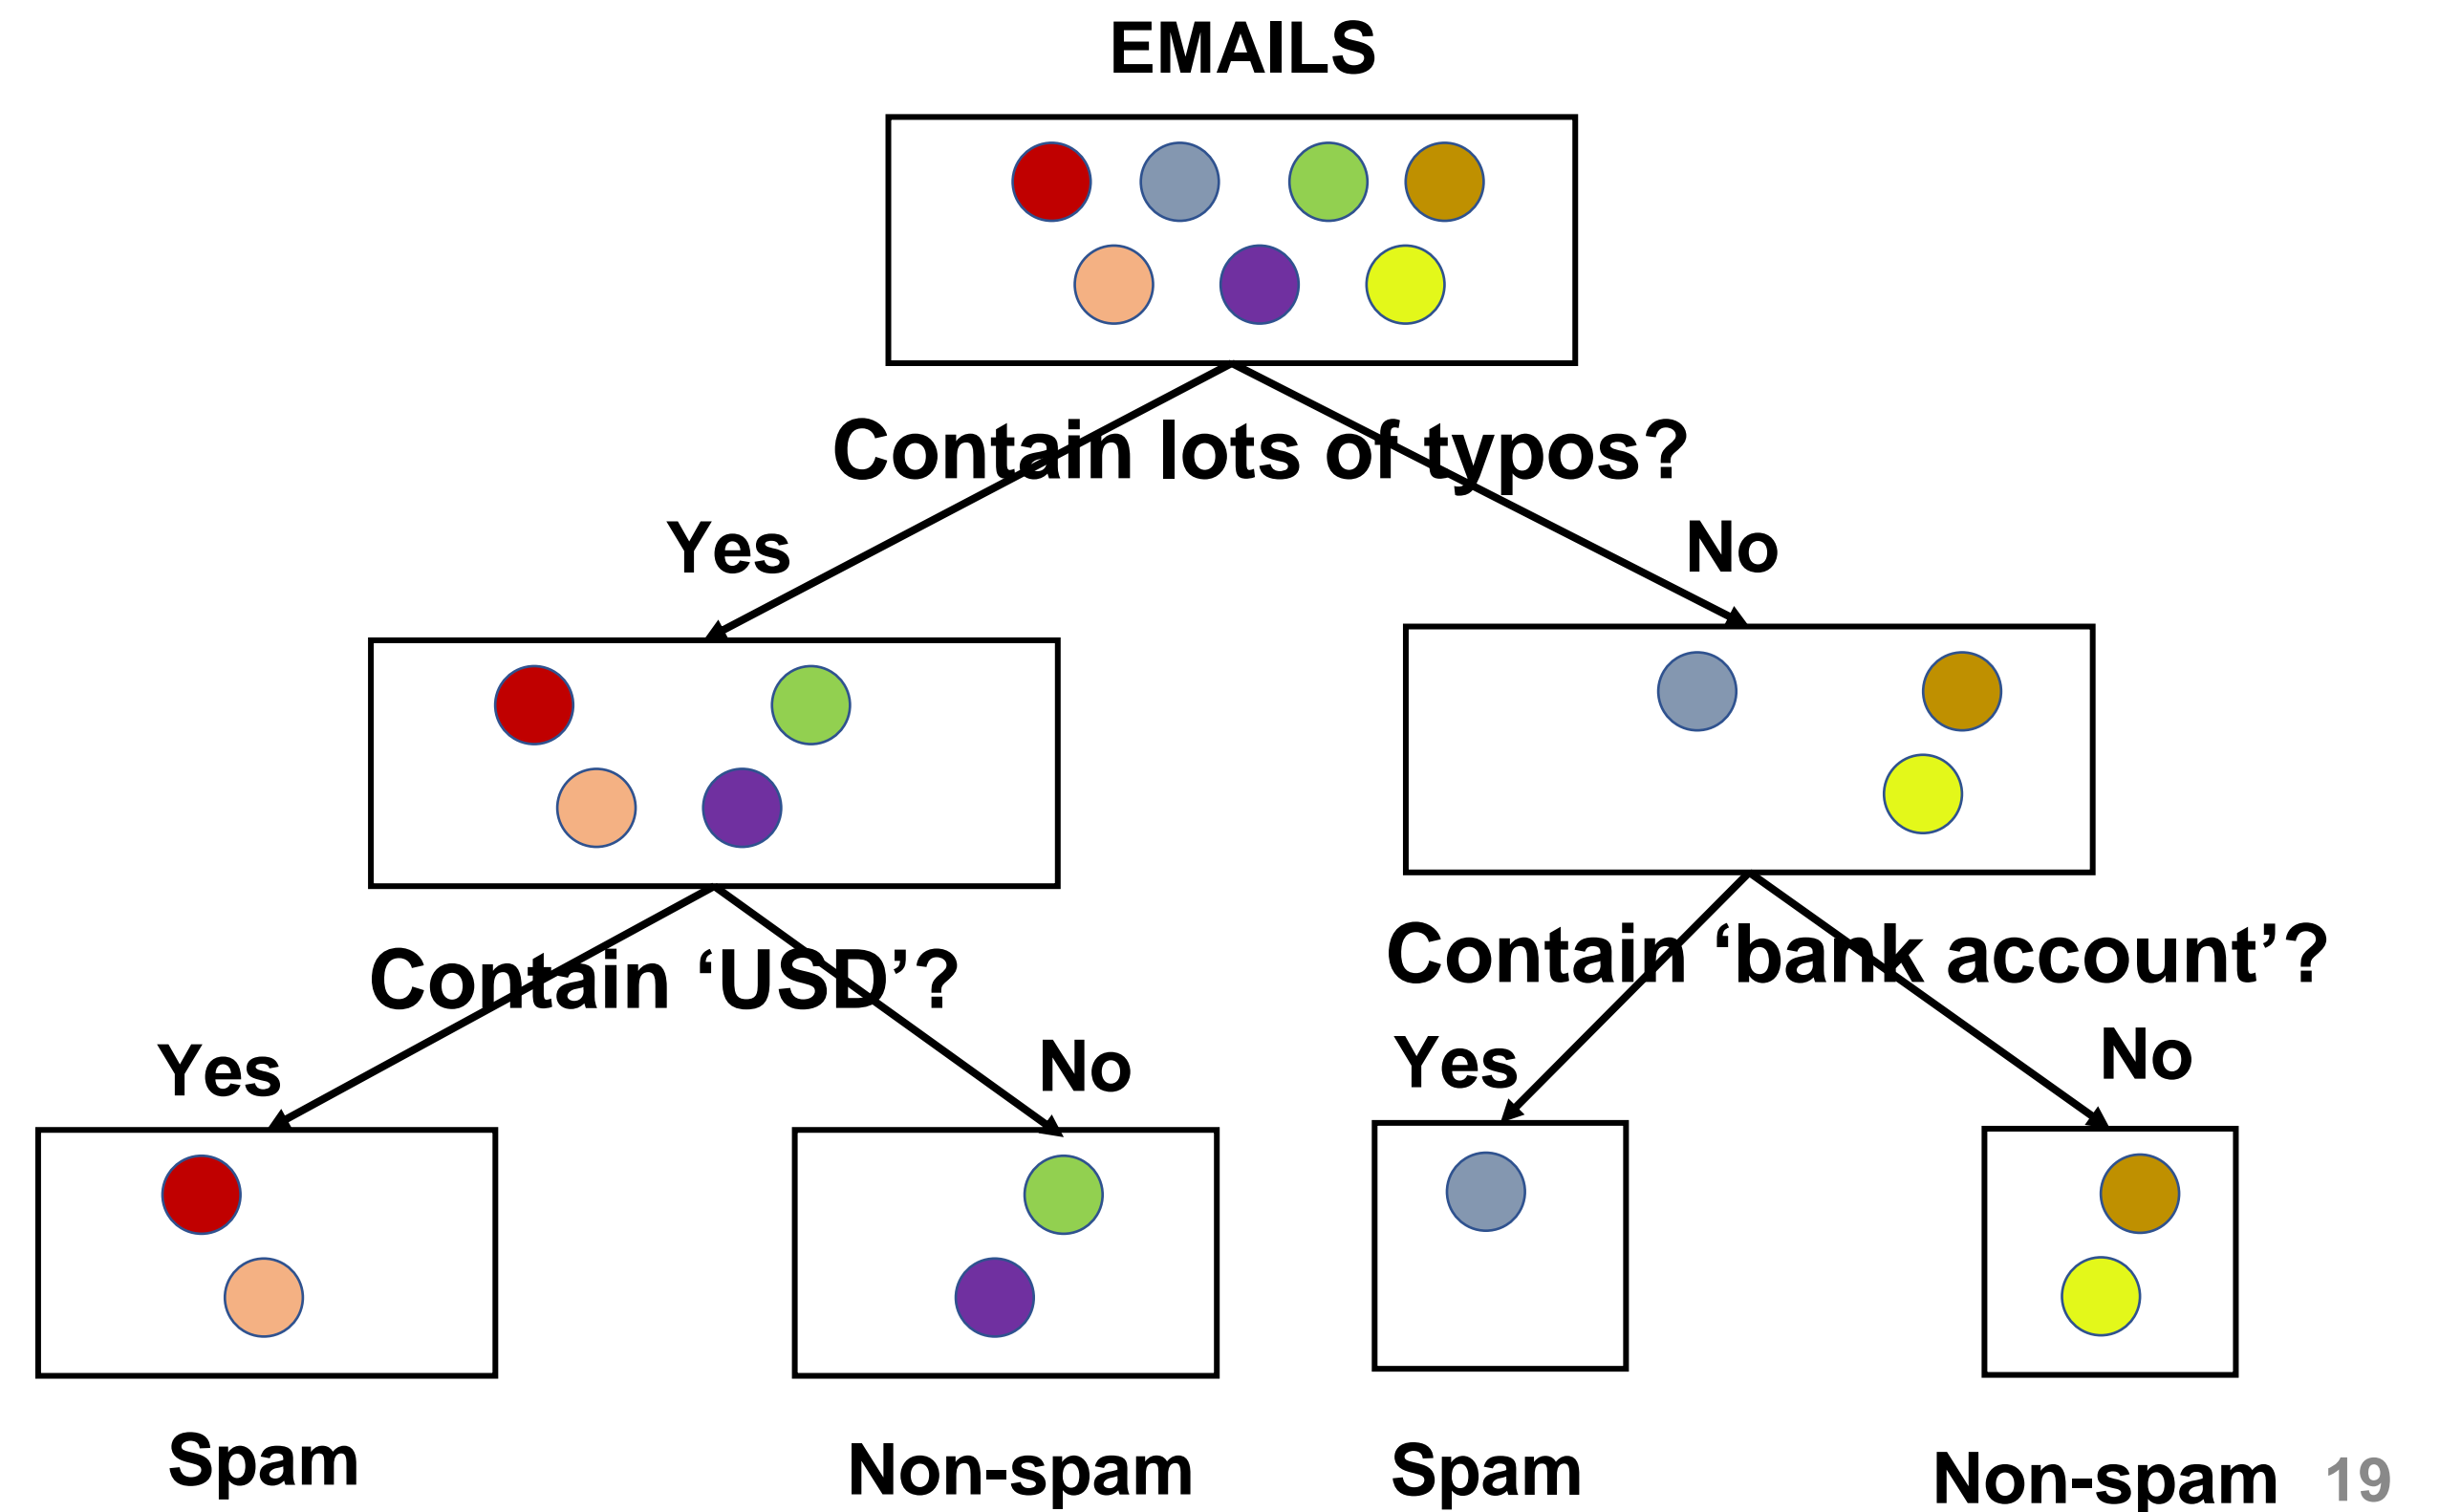 EMAILS
Contain lots of typos?
Yes
No
Contain ‘USD’?
Contain ‘bank account’?
Yes
No
Yes
No
Spam
Non-spam
Spam
Non-spam
19